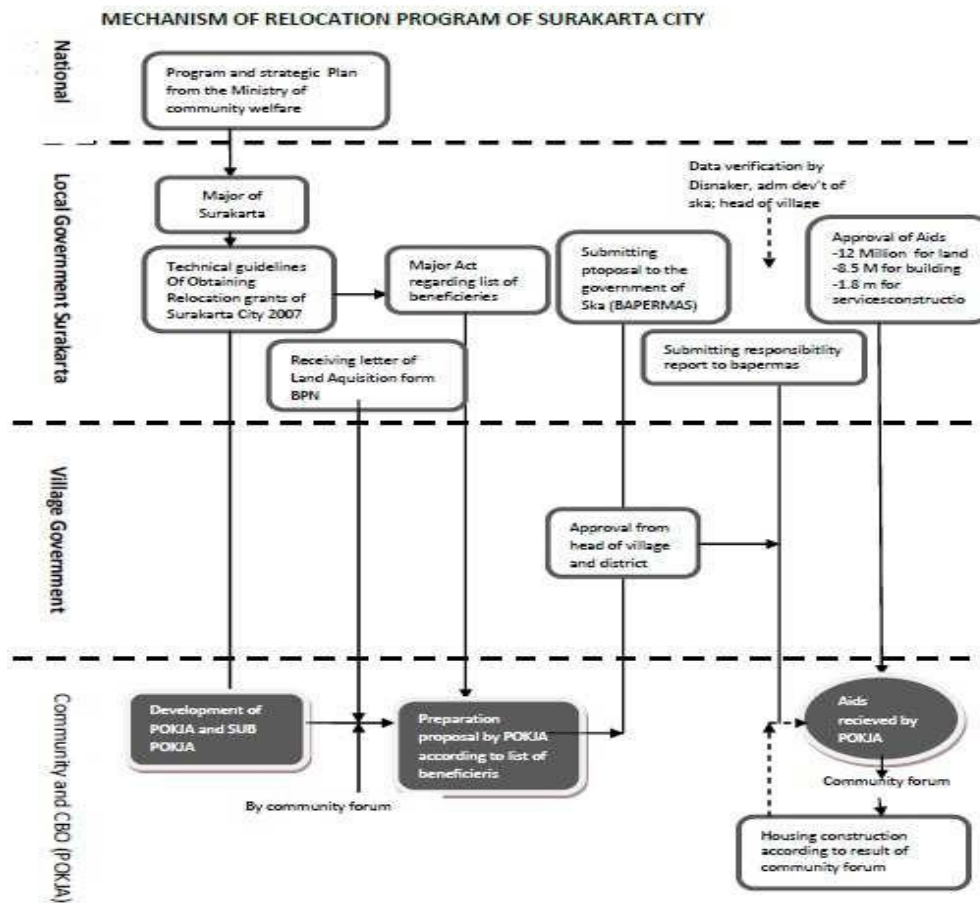 MECHANISM OF RELOCATION PROGRAM OF SURAKARTA CITY
National
Program and strategic Plan
from the Ministry of
community welfare
Local Government Surakarta
Major of
Surakarta
Technical guidelines
Of Obtaining
Relocation grants of
Surakarta City 2007
Major Act
regarding list of
beneficieries
Receiving letter of
Land Aquisition form
BPN
Submitting
ptoposal to the
government of
Ska (BAPERMAS)
Data verification by
Disnaker, adm dev't of
ska; head of village
Approval of Aids
-12 Million for land
-8.5 M for building
-1.8 m for
servicesconstructio
Submitting responsibitlity
report to bapermas
Village Government
Approval from
head of village
and district
Community and CBO (POKJA)
Development of
POKJA and SUB
POKJA
Preparation
proposal by POKJA
according to list of
beneficieris
By community forum
Aids
recieved by
POKJA
Community forum
Housing construction
according to result of
community forum